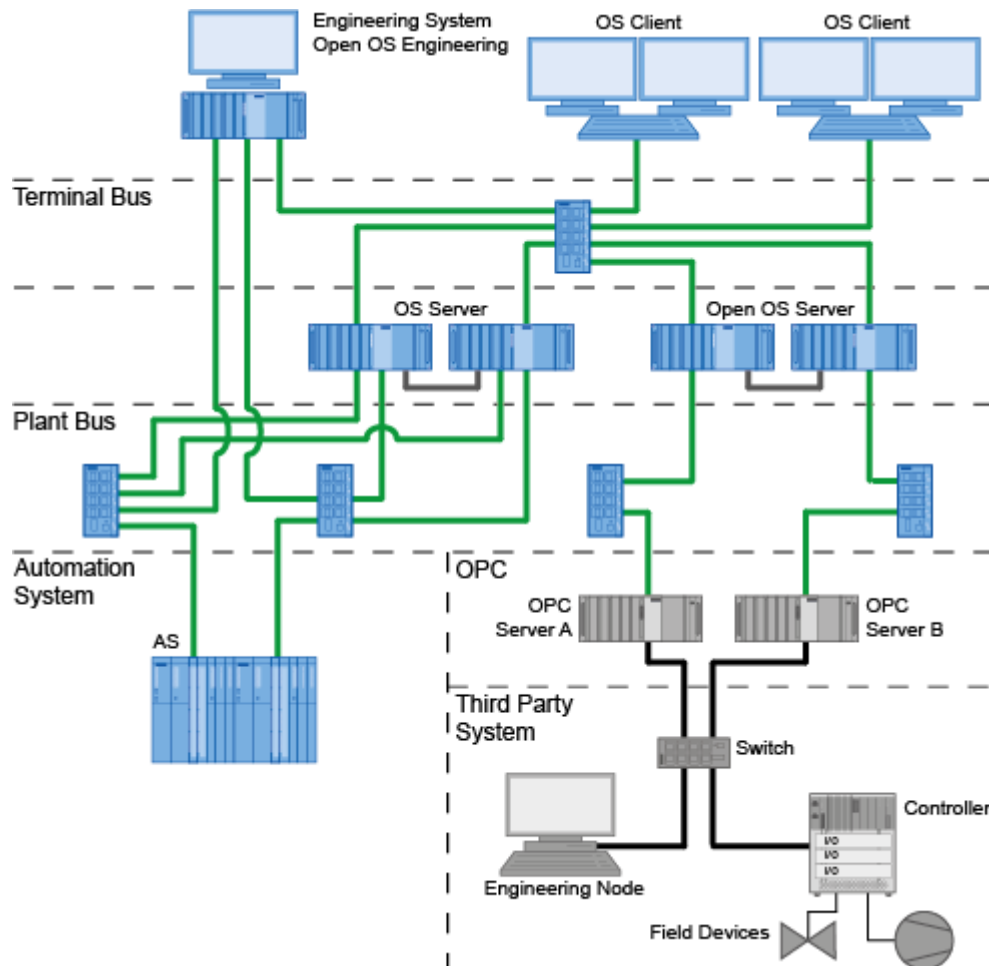 Engineering System
Open OS Engineering
OS Client
OS Client
Terminal Bus
OS Server
Open OS Server
Plant Bus
Automation
System
OPC
AS
OPC
Server A
OPC
Server B
Third Party
System
Switch
Controller
I/O
I/O
I/O
Engineering Node
Field Devices